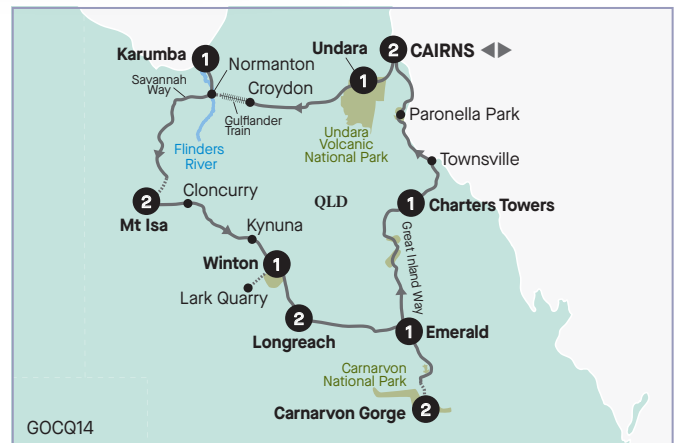 Karumba
1
Normanton
Savannah
Way
Croydon
Gulflander
Train
Flinders
River
Undara
1
2
CAIRNS
Undara
Volcanic
National Park
Paronella Park
Townsville
QLD
2
Mt Isa
Cloncurry
Kynuna
1
Charters Towers
Great Inland Way
Winton
1
Lark Quarry
2
Longreach
1
Emerald
Carnarvon
National Park
Carnarvon Gorge
2
GOCQ14